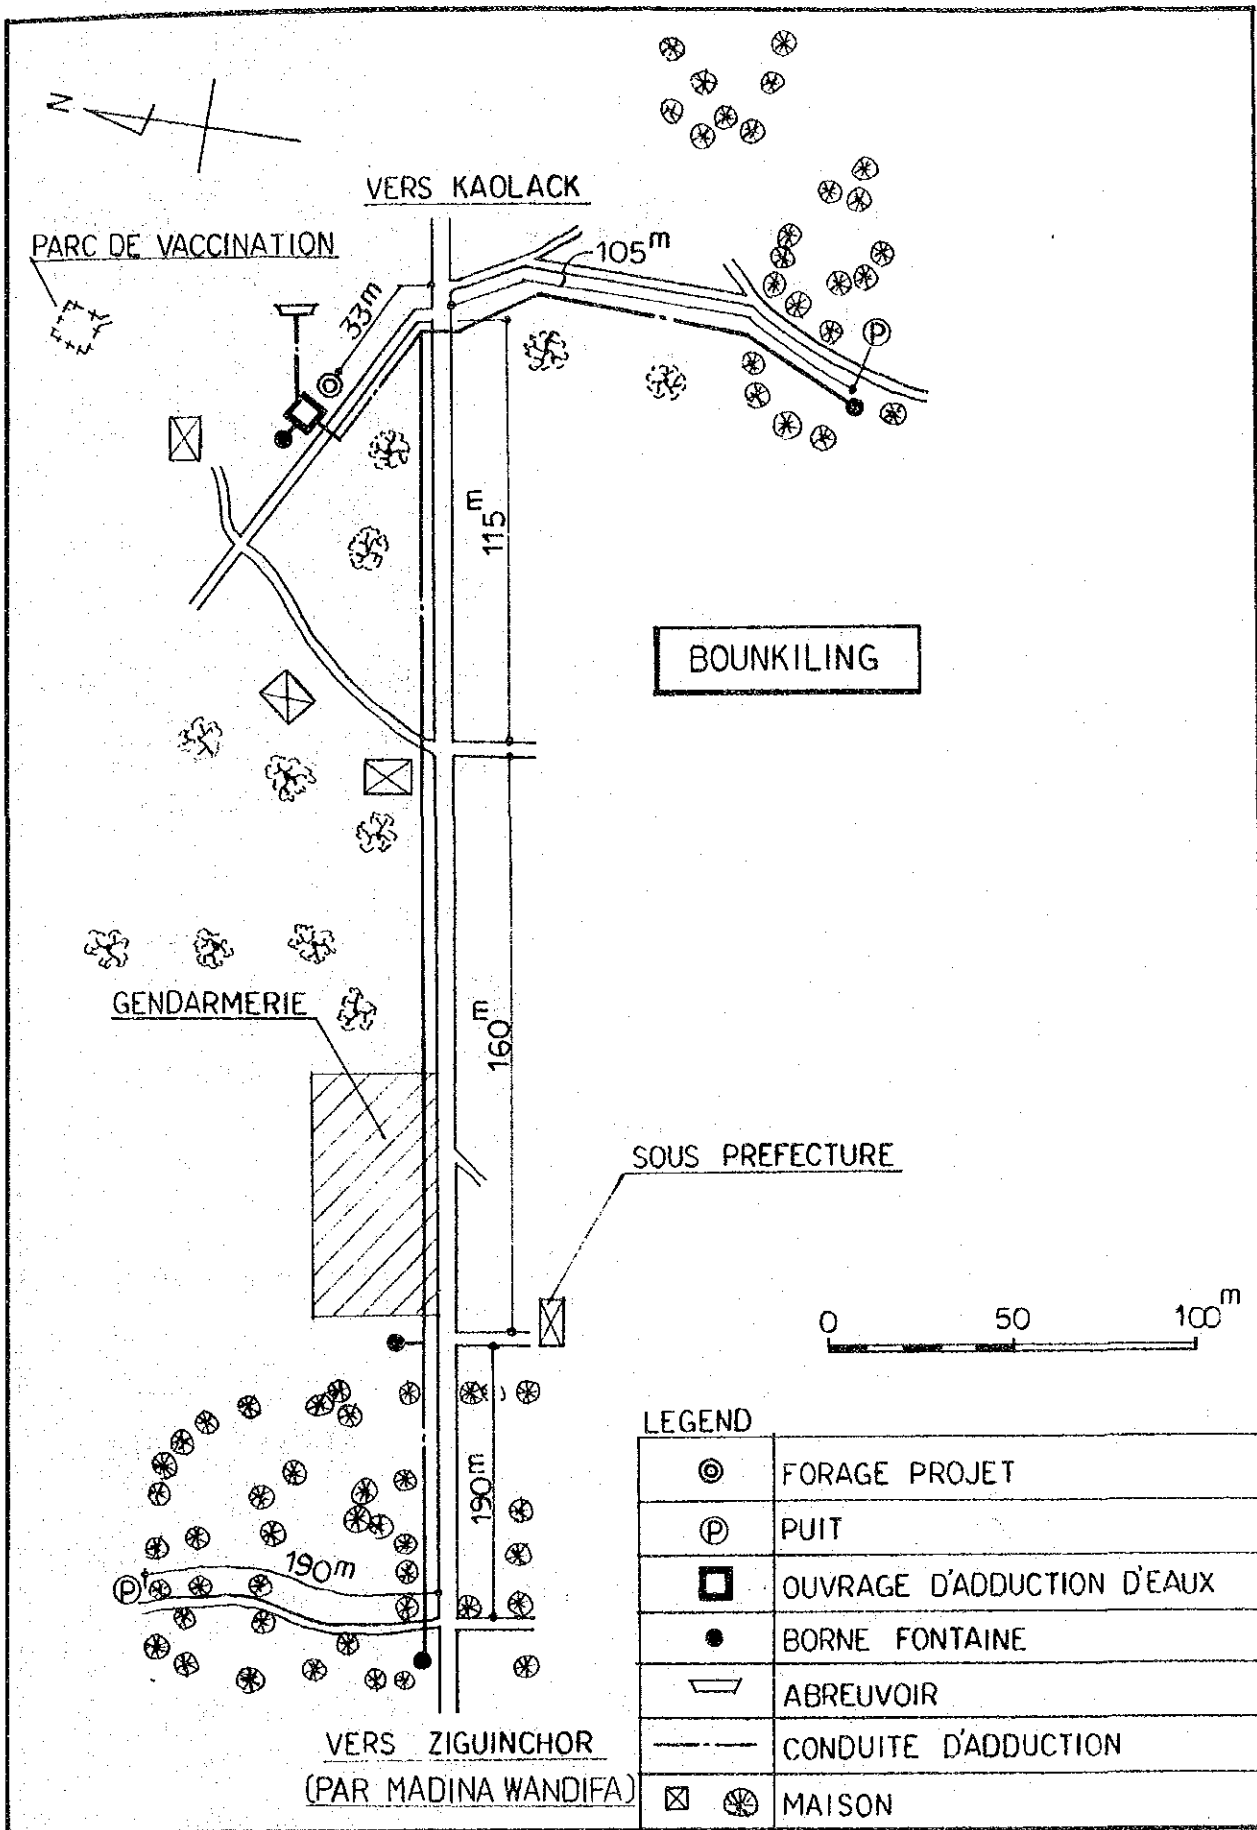 N
VERS KAOLACK
PARC DE VACCINATION
105m
33m
P
115m
BOUNKILING
GENDARMERIE
160m
SOUS PREFECTURE
0 50 100m
190m
190m
P
VERS ZIGUINCHOR
(PAR MADINA WANDIFA)
LEGEND
FORAGE PROJET
P PUIT
OUVRAGE D'ADDUCTION D'EAUX
BORNE FONTAINE
ABREUVOIR
CONDUITE D'ADDUCTION
MAISON